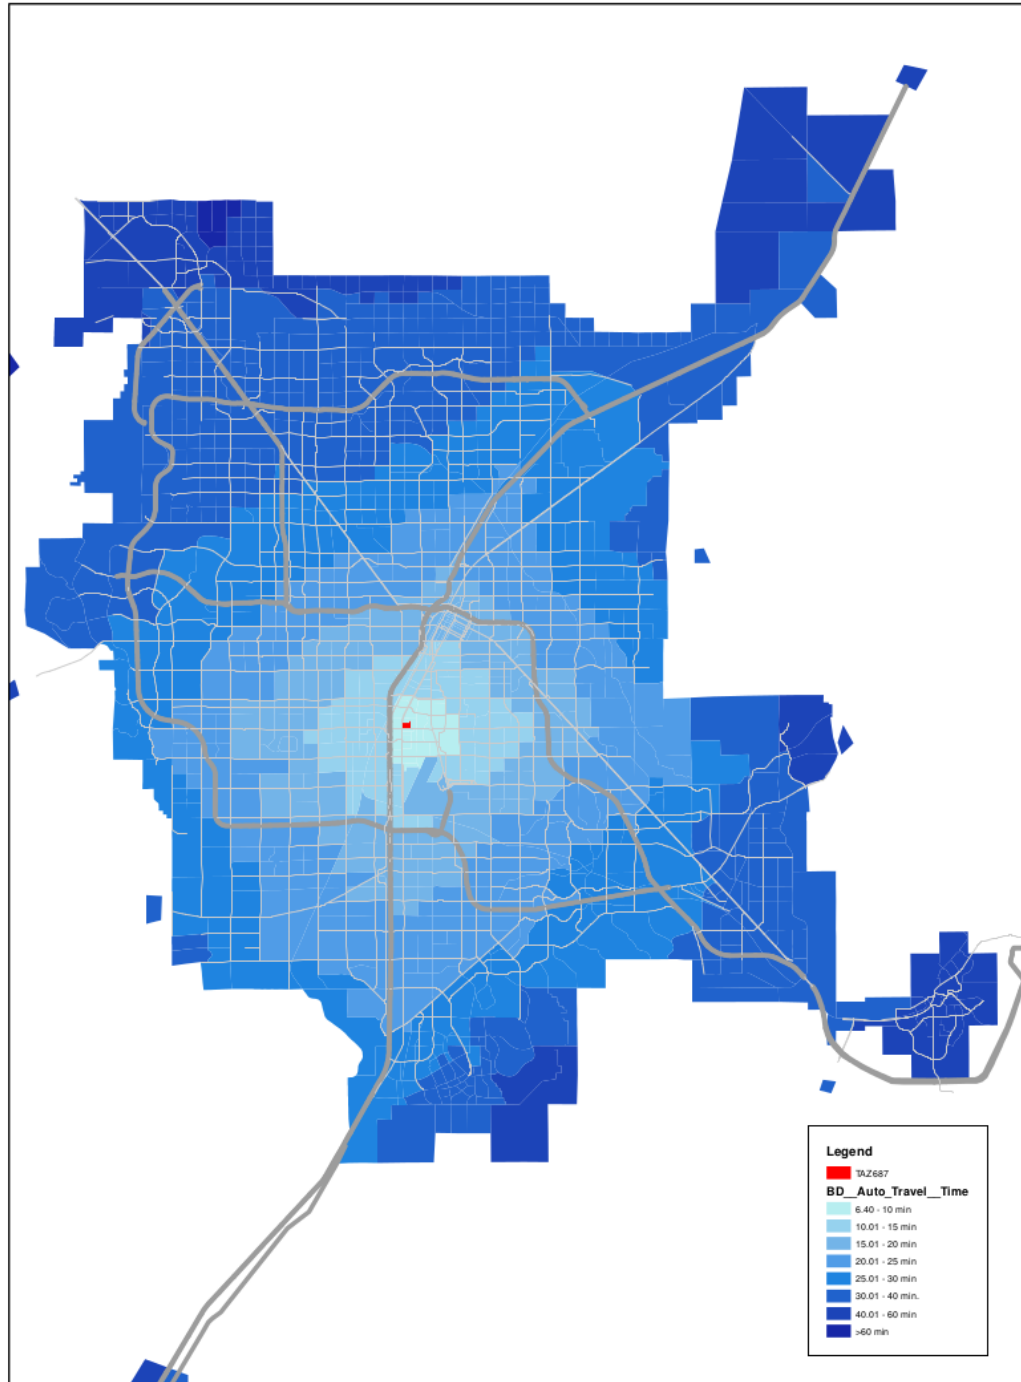 Legend
TAZ687
BD__Auto_Travel__Time
6.40 - 10 min
10.01 - 15 min
15.01 - 20 min
20.01 - 25 min
25.01 - 30 min
30.01 - 40 min.
40.01 - 60 min
>60 min